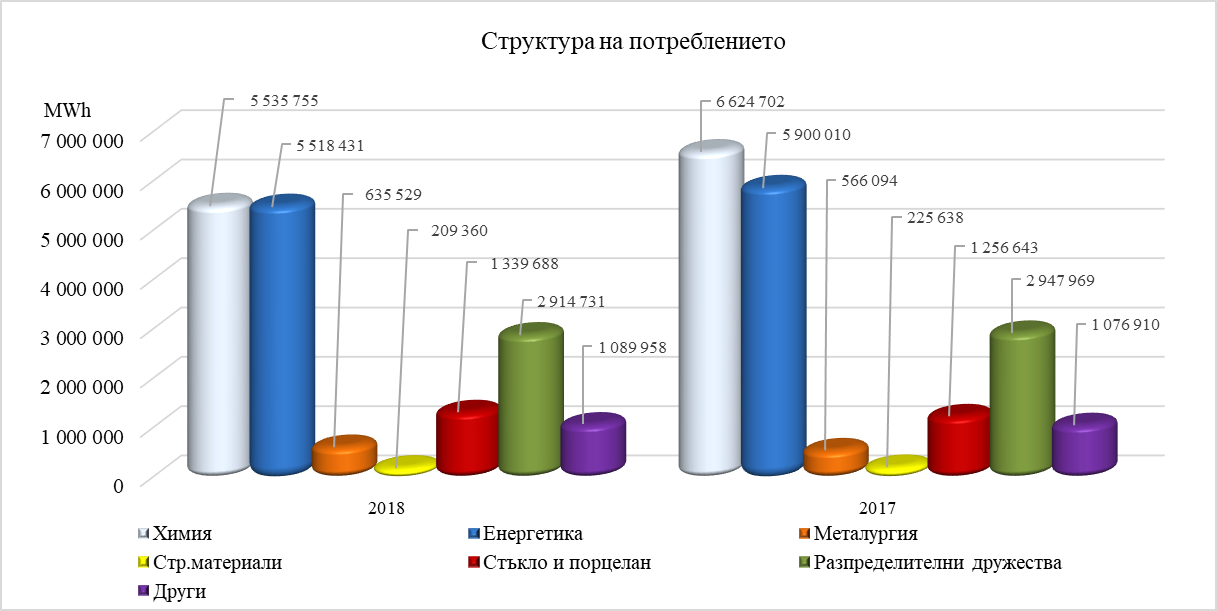 Структура на потреблението
MWh
7 000 000
6 000 000
5 000 000
4 000 000
3 000 000
2 000 000
1 000 000
0
5 535 755
5 518 431
635 529
209 360
1 339 688
2 914 731
1 089 958
6 624 702
5 900 010
566 094
225 638
1 256 643
2 947 969
1 076 910
2018
2017
Химия
Енергетика
Металургия
Стр.материали
Стъкло и порцелан
Разпределителни дружества
Други